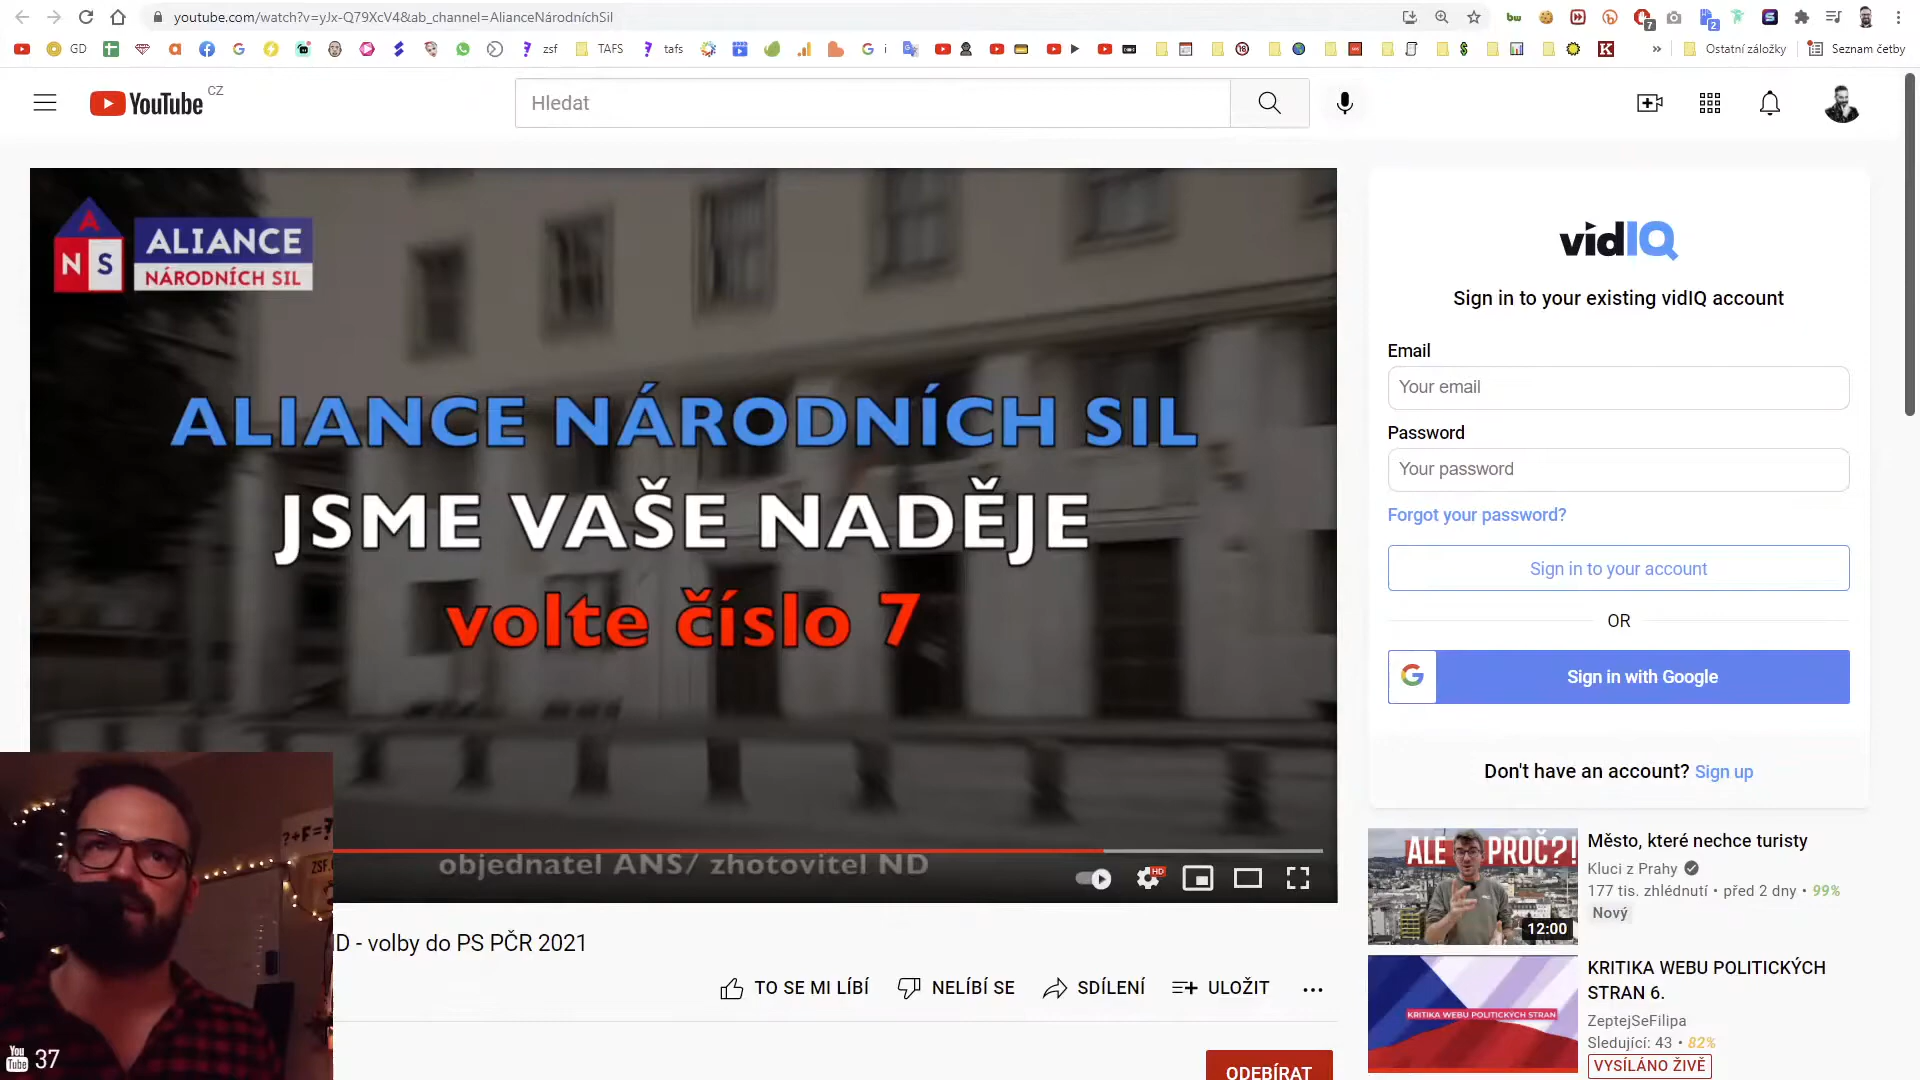 youtube.com/watch?v=yJx-Q79XcV4&ab_channel=AlianceNárodníchSil
GD
zsf
TAFS
tafs
i
Ostatní záložky
Seznam četby
YouTube CZ
Hledat
A
N S
ALIANCE
NÁRODNÍCH SIL
ALIANCE NÁRODNÍCH SIL
JSME VAŠE NADĚJE
volte číslo 7
objednatel ANS/ zhotovitel ND
HD
D - volby do PS PČR 2021
TO SE MI LÍBÍ
NELÍBÍ SE
SDÍLENÍ
ULOŽIT
ODEBÍRAT
?+F=?
You
Tube 37
vidIQ
Sign in to your existing vidIQ account
Email
Your email
Password
Your password
Forgot your password?
Sign in to your account
OR
Sign in with Google
Don't have an account? Sign up
ALE PROČ?!
12:00
Město, které nechce turisty
Kluci z Prahy
177 tis. zhlédnutí • před 2 dny • 99%
Nový
KRITIKA WEBU POLITICKÝCH STRAN
KRITIKA WEBU POLITICKÝCH
STRAN 6.
ZeptejSeFilipa
Sledující: 43 • 82%
VYSÍLÁNO ŽIVĚ